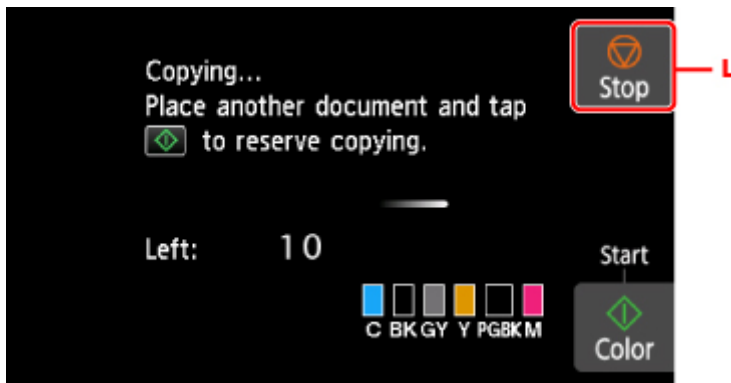 Copying...
Place another document and tap
to reserve copying.
Stop
L
Left: 10
Start
C BK GY Y PGBK M
Color